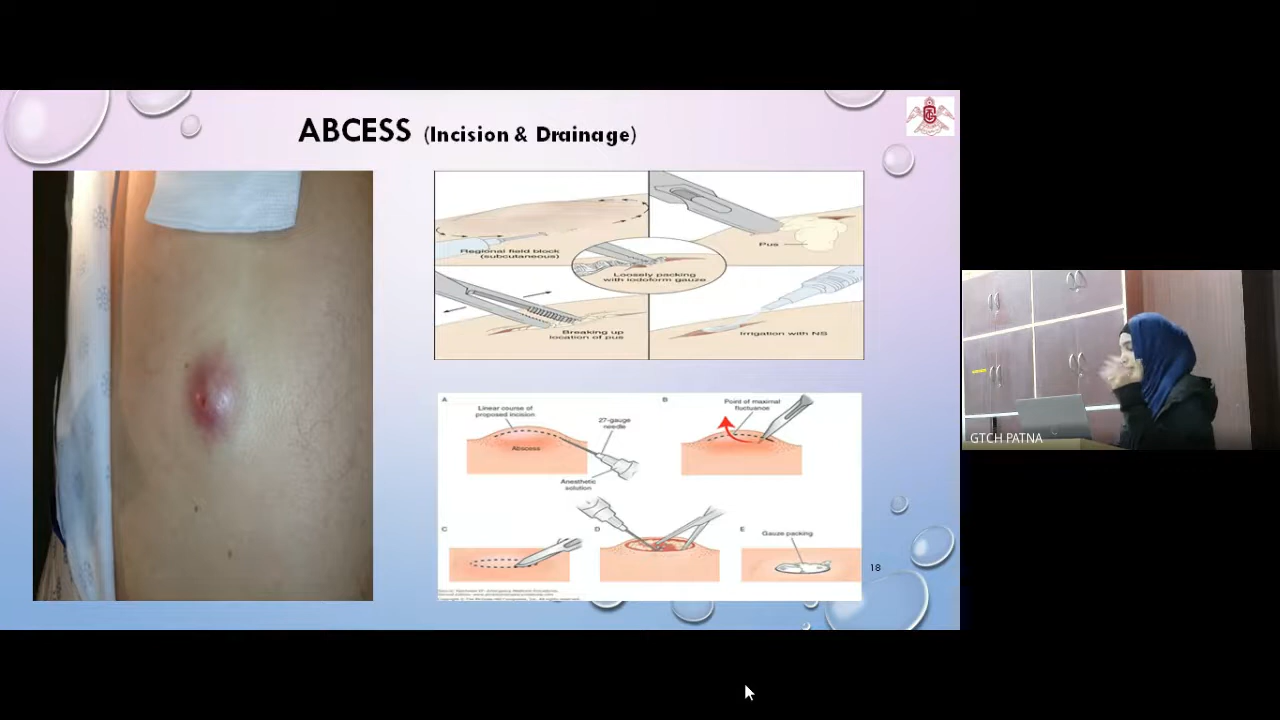 ABCESS (Incision & Drainage)
Regional field block
(subcutaneous)
Pus
Loosely packing
with iodoform gauze
Breaking up
location of pus
Irrigation with NS
A
Linear course of
proposed incision
27-gauge
needle
Abscess
Anesthetic
solution
B
Point of maximal
fluctuance
C
D
E
Gauze packing
18
GTCH PATNA